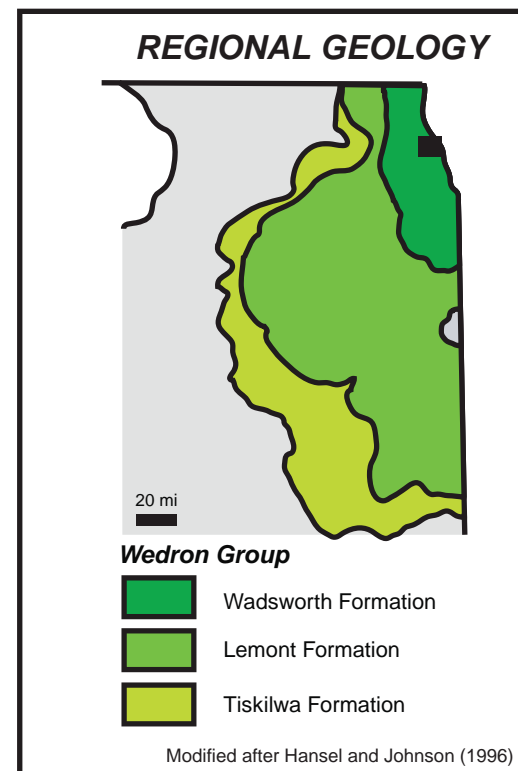 REGIONAL GEOLOGY
20 mi
Wedron Group
Wadsworth Formation
Lemont Formation
Tiskilwa Formation
Modified after Hansel and Johnson (1996)